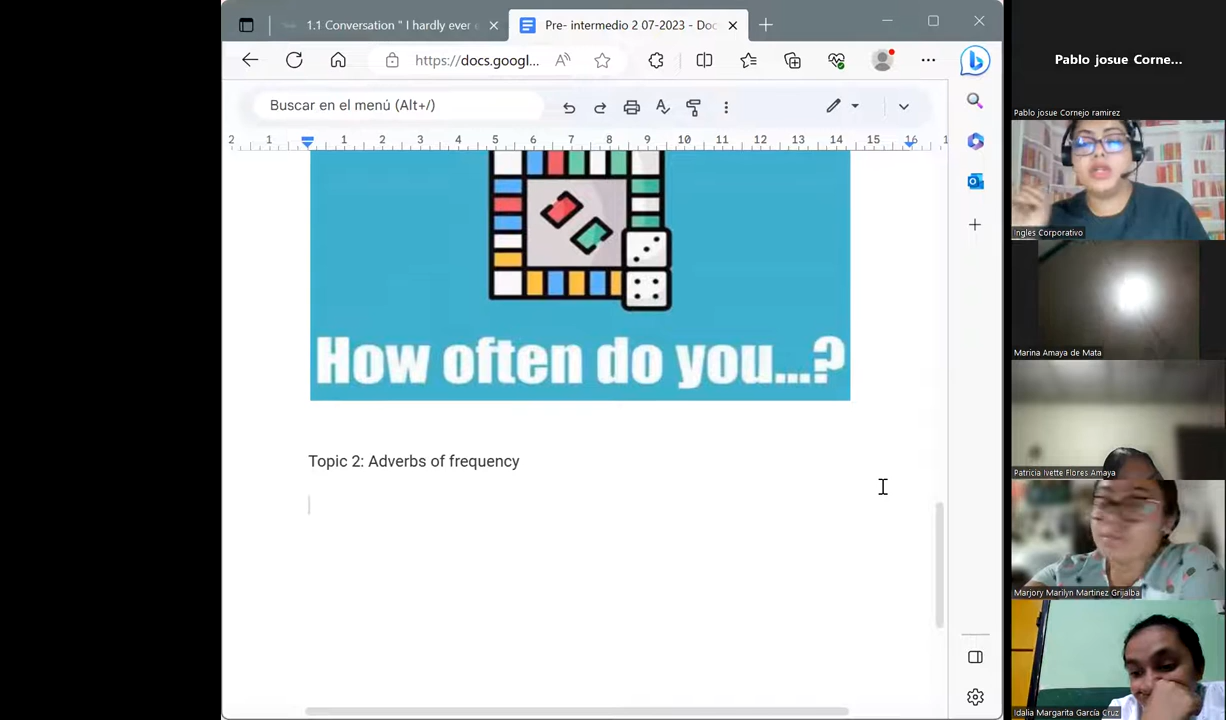 1.1 Conversation " I hardly ever
Pre- intermedio 2 07-2023 - Doc
https://docs.googl...
Buscar en el menú (Alt+/)
2 1 1 2 3 4 5 6 7 8 9 10 11 12 13 14 15 16 1
How often do you...?
Topic 2: Adverbs of frequency
Pablo josue Corne...
Pablo josue Cornejo ramirez
Ingles Corporativo
Marina Amaya de Mata
Patricia Ivette Flores Amaya
Marjory Marilyn Martinez Grijalba
Idalia Margarita García Cruz